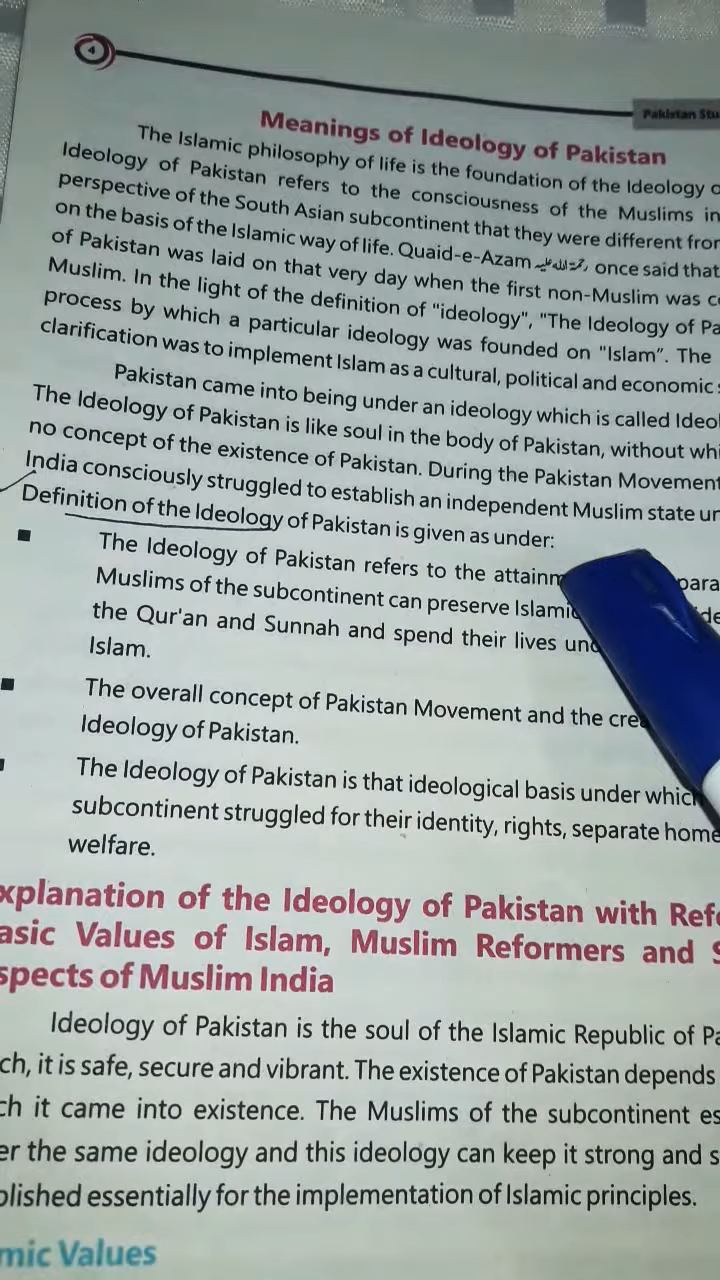 4
Pakistan Stu
Meanings of Ideology of Pakistan
The Islamic philosophy of life is the foundation of the Ideology o
Ideology of Pakistan refers to the consciousness of the Muslims in
perspective of the South Asian subcontinent that they were different from
on the basis of the Islamic way of life. Quaid-e-Azam رحمۃاللہ علیہ once said that
of Pakistan was laid on that very day when the first non-Muslim was c
Muslim. In the light of the definition of "ideology", "The Ideology of Pa
process by which a particular ideology was founded on "Islam". The
clarification was to implement Islam as a cultural, political and economic s
Pakistan came into being under an ideology which is called Ideol
The Ideology of Pakistan is like soul in the body of Pakistan, without whi
no concept of the existence of Pakistan. During the Pakistan Movement
India consciously struggled to establish an independent Muslim state un
Definition of the Ideology of Pakistan is given as under:
■ The Ideology of Pakistan refers to the attainm para
Muslims of the subcontinent can preserve Islamic ide
the Qur'an and Sunnah and spend their lives und
Islam.
■ The overall concept of Pakistan Movement and the crea
Ideology of Pakistan.
■ The Ideology of Pakistan is that ideological basis under which
subcontinent struggled for their identity, rights, separate home
welfare.
xplanation of the Ideology of Pakistan with Refe
asic Values of Islam, Muslim Reformers and S
spects of Muslim India
Ideology of Pakistan is the soul of the Islamic Republic of Pa
ch, it is safe, secure and vibrant. The existence of Pakistan depends
ch it came into existence. The Muslims of the subcontinent es
er the same ideology and this ideology can keep it strong and s
blished essentially for the implementation of Islamic principles.
mic Values